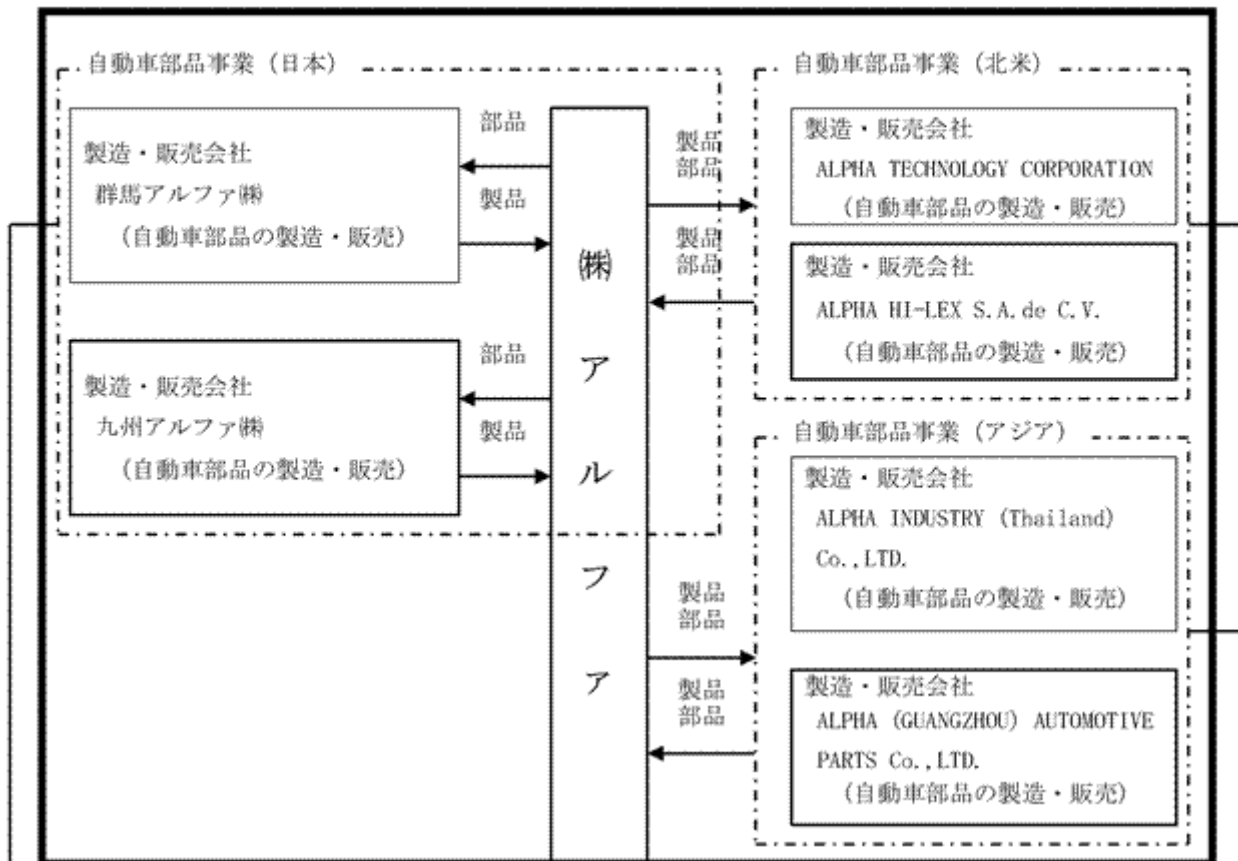 自動車部品事業（日本）
製造・販売会社
群馬アルファ㈱
（自動車部品の製造・販売）
部品
製品
製造・販売会社
九州アルファ㈱
（自動車部品の製造・販売）
部品
製品
㈱アルファ
製品
部品
製品
部品
自動車部品事業（北米）
製造・販売会社
ALPHA TECHNOLOGY CORPORATION
（自動車部品の製造・販売）
製造・販売会社
ALPHA HI-LEX S.A.de C.V.
（自動車部品の製造・販売）
製品
部品
製品
部品
自動車部品事業（アジア）
製造・販売会社
ALPHA INDUSTRY (Thailand)
Co.,LTD.
（自動車部品の製造・販売）
製造・販売会社
ALPHA (GUANGZHOU) AUTOMOTIVE
PARTS Co.,LTD.
（自動車部品の製造・販売）